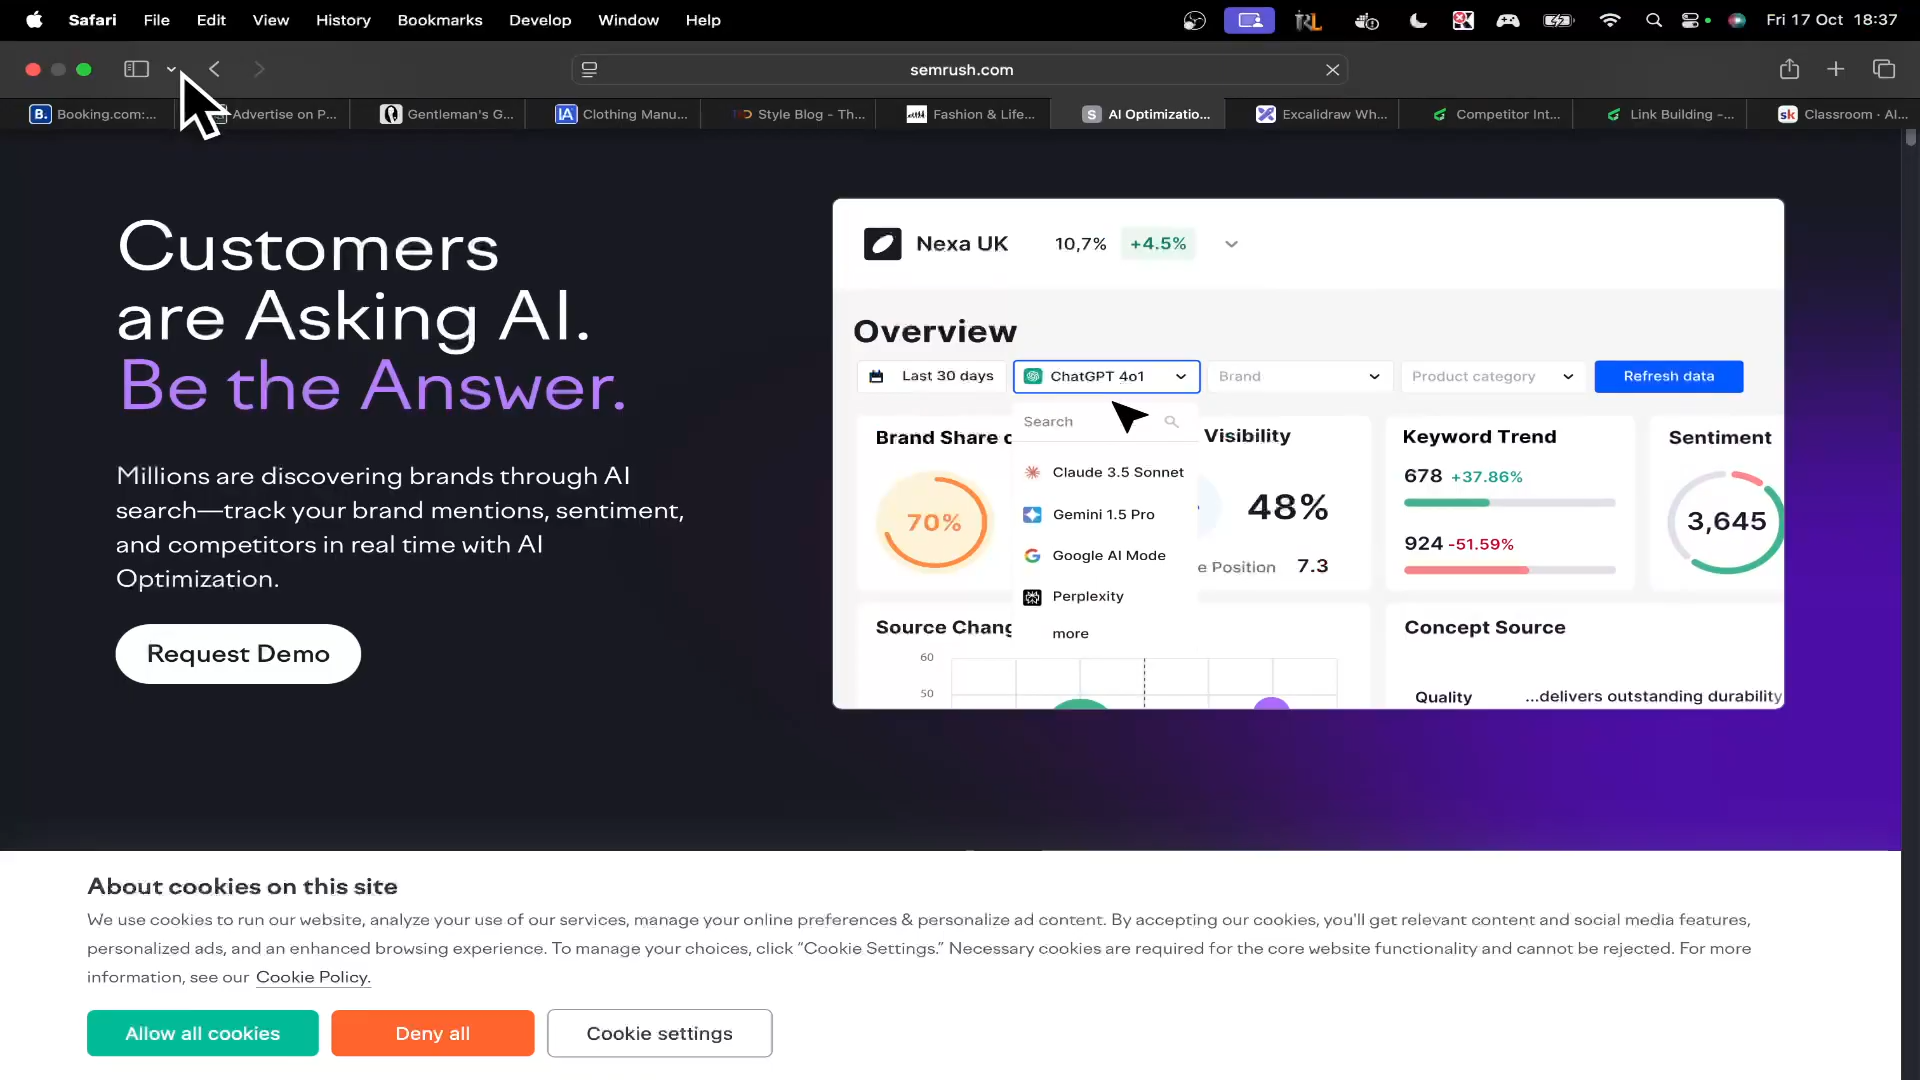 Safari File Edit View History Bookmarks Develop Window Help Fri 17 Oct 18:37
semrush.com
B. Booking.com:... Advertise on P... Gentleman's G... IA Clothing Manu... Style Blog - Th... Fashion & Life... S AI Optimizatio... Excalidraw Wh... Competitor Int... Link Building -... sk Classroom · AI...
Customers
are Asking AI.
Be the Answer.
Millions are discovering brands through AI
search—track your brand mentions, sentiment,
and competitors in real time with AI
Optimization.
Request Demo
Nexa UK 10,7% +4.5%
Overview
Last 30 days ChatGPT 4o1 Brand Product category Refresh data
Search
Claude 3.5 Sonnet
Gemini 1.5 Pro
Google AI Mode
Perplexity
more
Brand Share
70%
Visibility
48%
e Position 7.3
Keyword Trend
678 +37.86%
924 -51.59%
Sentiment
3,645
Source Chang
60
50
Concept Source
Quality ...delivers outstanding durability
About cookies on this site
We use cookies to run our website, analyze your use of our services, manage your online preferences & personalize ad content. By accepting our cookies, you'll get relevant content and social media features,
personalized ads, and an enhanced browsing experience. To manage your choices, click "Cookie Settings." Necessary cookies are required for the core website functionality and cannot be rejected. For more
information, see our Cookie Policy.
Allow all cookies Deny all Cookie settings